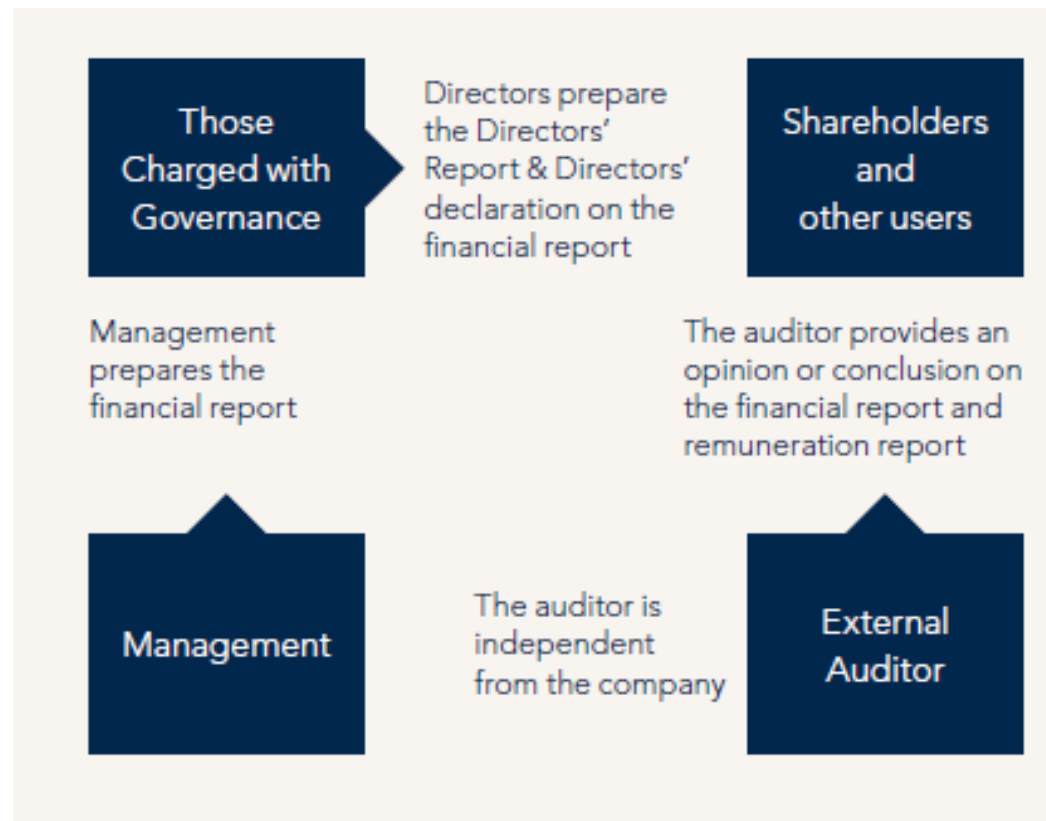 Those
Charged with
Governance
Directors prepare
the Directors’
Report & Directors’
declaration on the
financial report
Shareholders
and
other users
Management
prepares the
financial report
The auditor provides an
opinion or conclusion on
the financial report and
remuneration report
Management
The auditor is
independent
from the company
External
Auditor